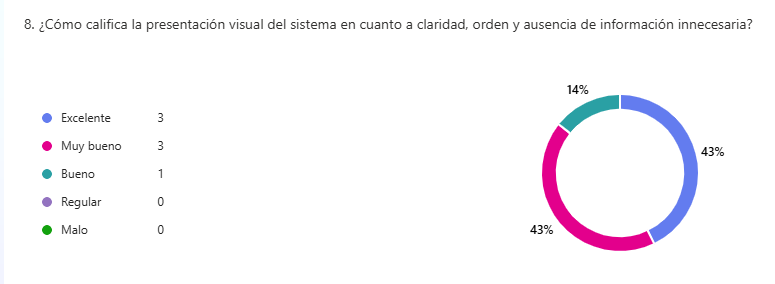 8. ¿Cómo califica la presentación visual del sistema en cuanto a claridad, orden y ausencia de información innecesaria?
Excelente 3
Muy bueno 3
Bueno 1
Regular 0
Malo 0
14%
43%
43%